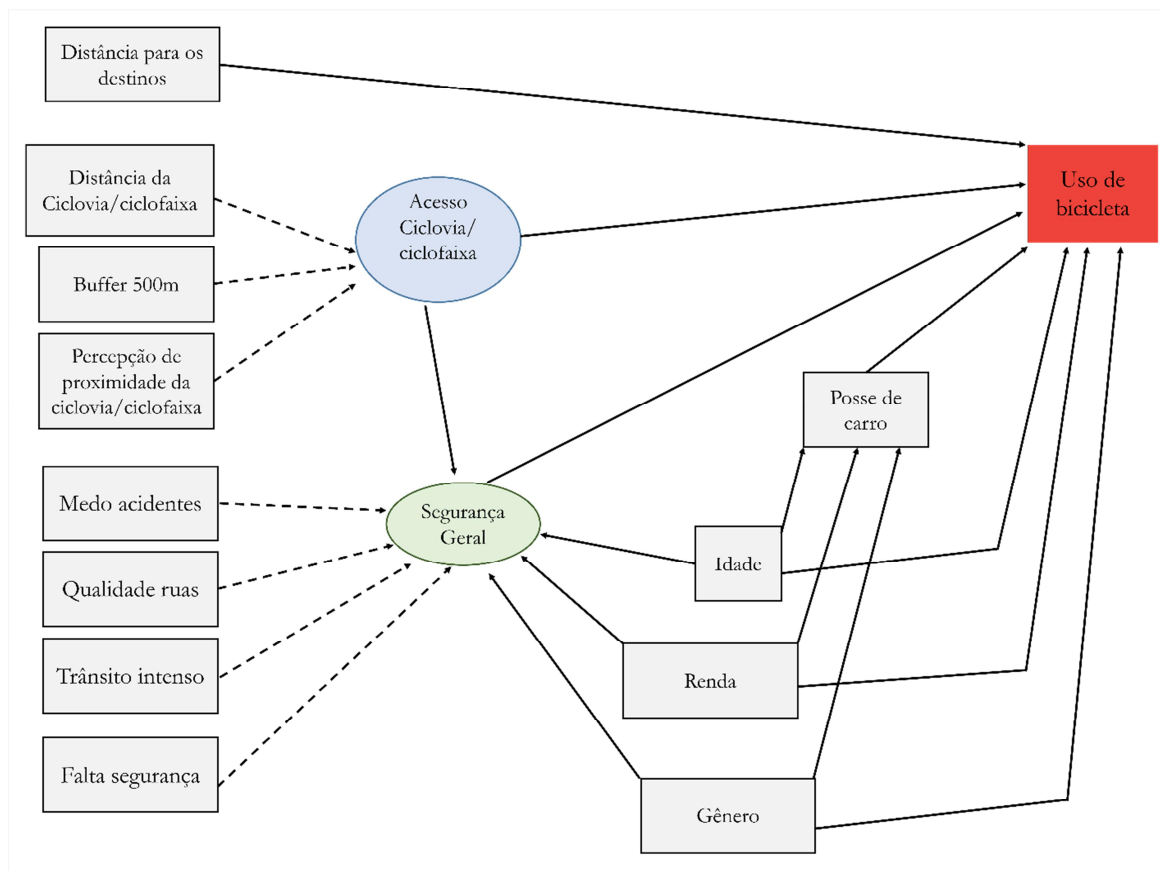 Distância para os
destinos
Distância da
Ciclovia/ciclofaixa
Buffer 500m
Percepção de
proximidade da
ciclovia/ciclofaixa
Acesso
Ciclovia/
ciclofaixa
Uso de
bicicleta
Posse de
carro
Medo acidentes
Qualidade ruas
Trânsito intenso
Falta segurança
Segurança
Geral
Idade
Renda
Gênero